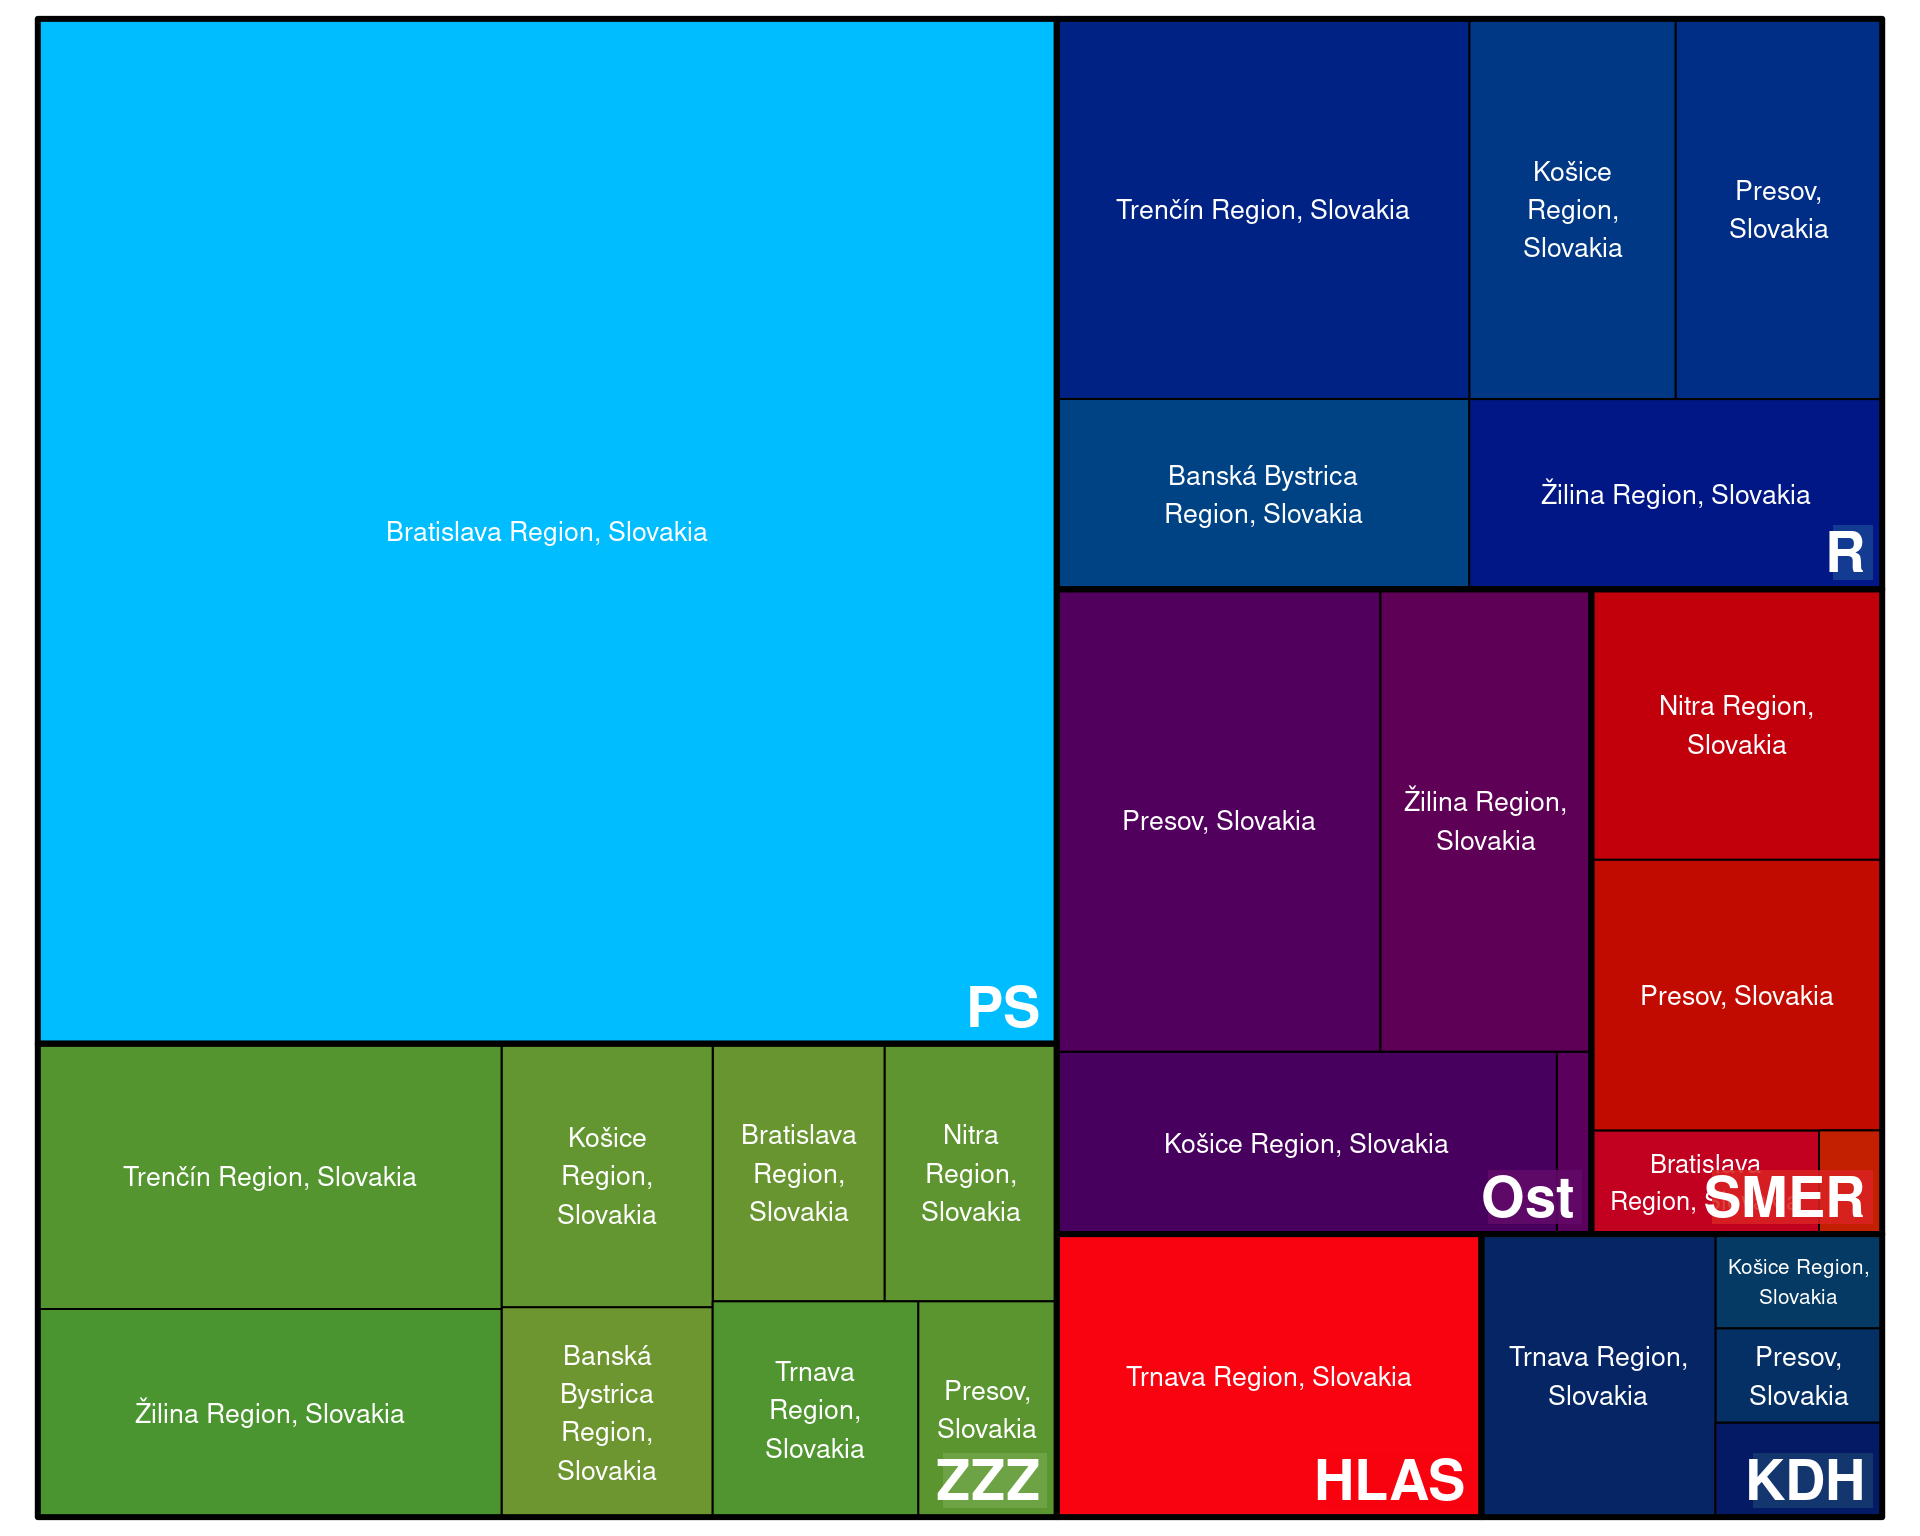 Bratislava Region, Slovakia
PS
Trenčín Region, Slovakia
Košice
Region,
Slovakia
Presov,
Slovakia
Banská Bystrica
Region, Slovakia
Žilina Region, Slovakia
R
Presov, Slovakia
Žilina Region,
Slovakia
Košice Region, Slovakia
Ost
Nitra Region,
Slovakia
Presov, Slovakia
Bratislava
Region,
SMER
Trenčín Region, Slovakia
Košice
Region,
Slovakia
Bratislava
Region,
Slovakia
Nitra
Region,
Slovakia
Žilina Region, Slovakia
Banská
Bystrica
Region,
Slovakia
Trnava
Region,
Slovakia
Presov,
Slovakia
ZZZ
Trnava Region, Slovakia
HLAS
Trnava Region,
Slovakia
Košice Region,
Slovakia
Presov,
Slovakia
KDH